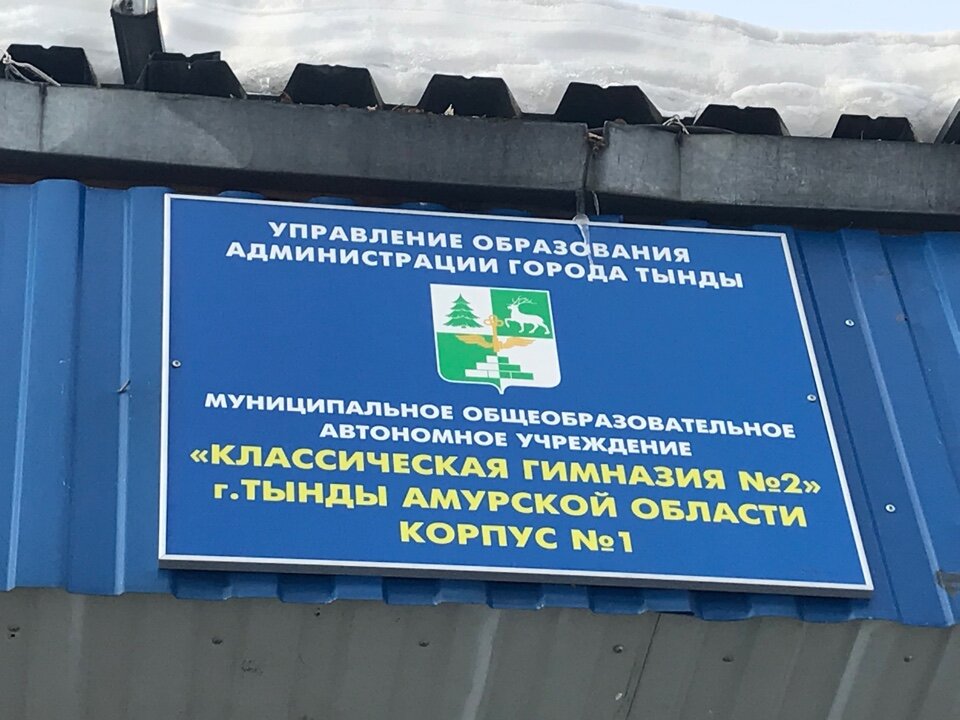 УПРАВЛЕНИЕ ОБРАЗОВАНИЯ
АДМИНИСТРАЦИИ ГОРОДА ТЫНДЫ
МУНИЦИПАЛЬНОЕ ОБЩЕОБРАЗОВАТЕЛЬНОЕ
АВТОНОМНОЕ УЧРЕЖДЕНИЕ
«КЛАССИЧЕСКАЯ ГИМНАЗИЯ №2»
г.ТЫНДЫ АМУРСКОЙ ОБЛАСТИ
КОРПУС №1